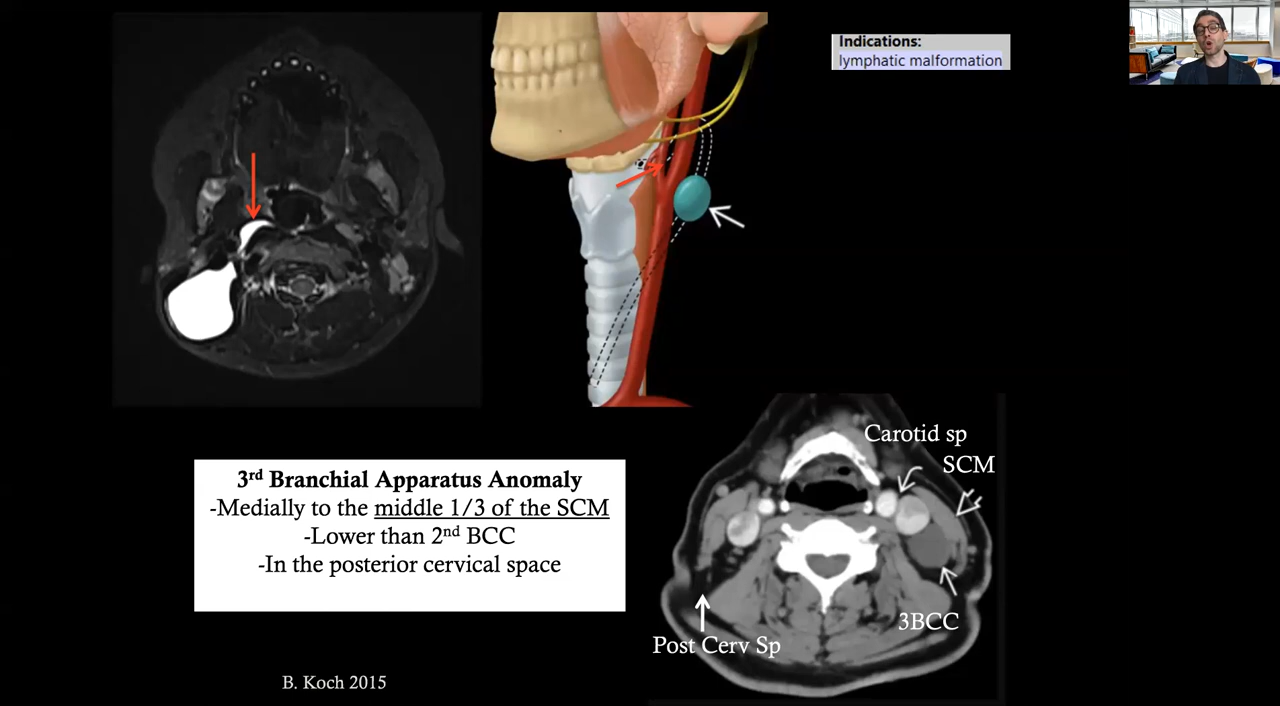 Indications:
lymphatic malformation
3rd Branchial Apparatus Anomaly
-Medially to the middle 1/3 of the SCM
-Lower than 2nd BCC
-In the posterior cervical space
Carotid sp
SCM
3BCC
Post Cerv Sp
B. Koch 2015